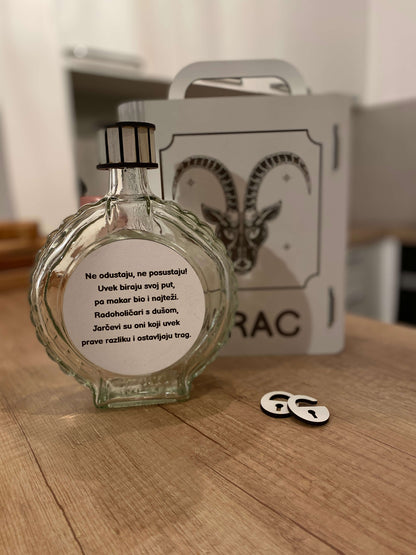 Ne odustaju, ne posustaju!
Uvek biraju svoj put,
pa makar bio i najteži.
Radoholičari s dušom,
Jarčevi su oni koji uvek
prave razliku i ostavljaju trag.
RAC